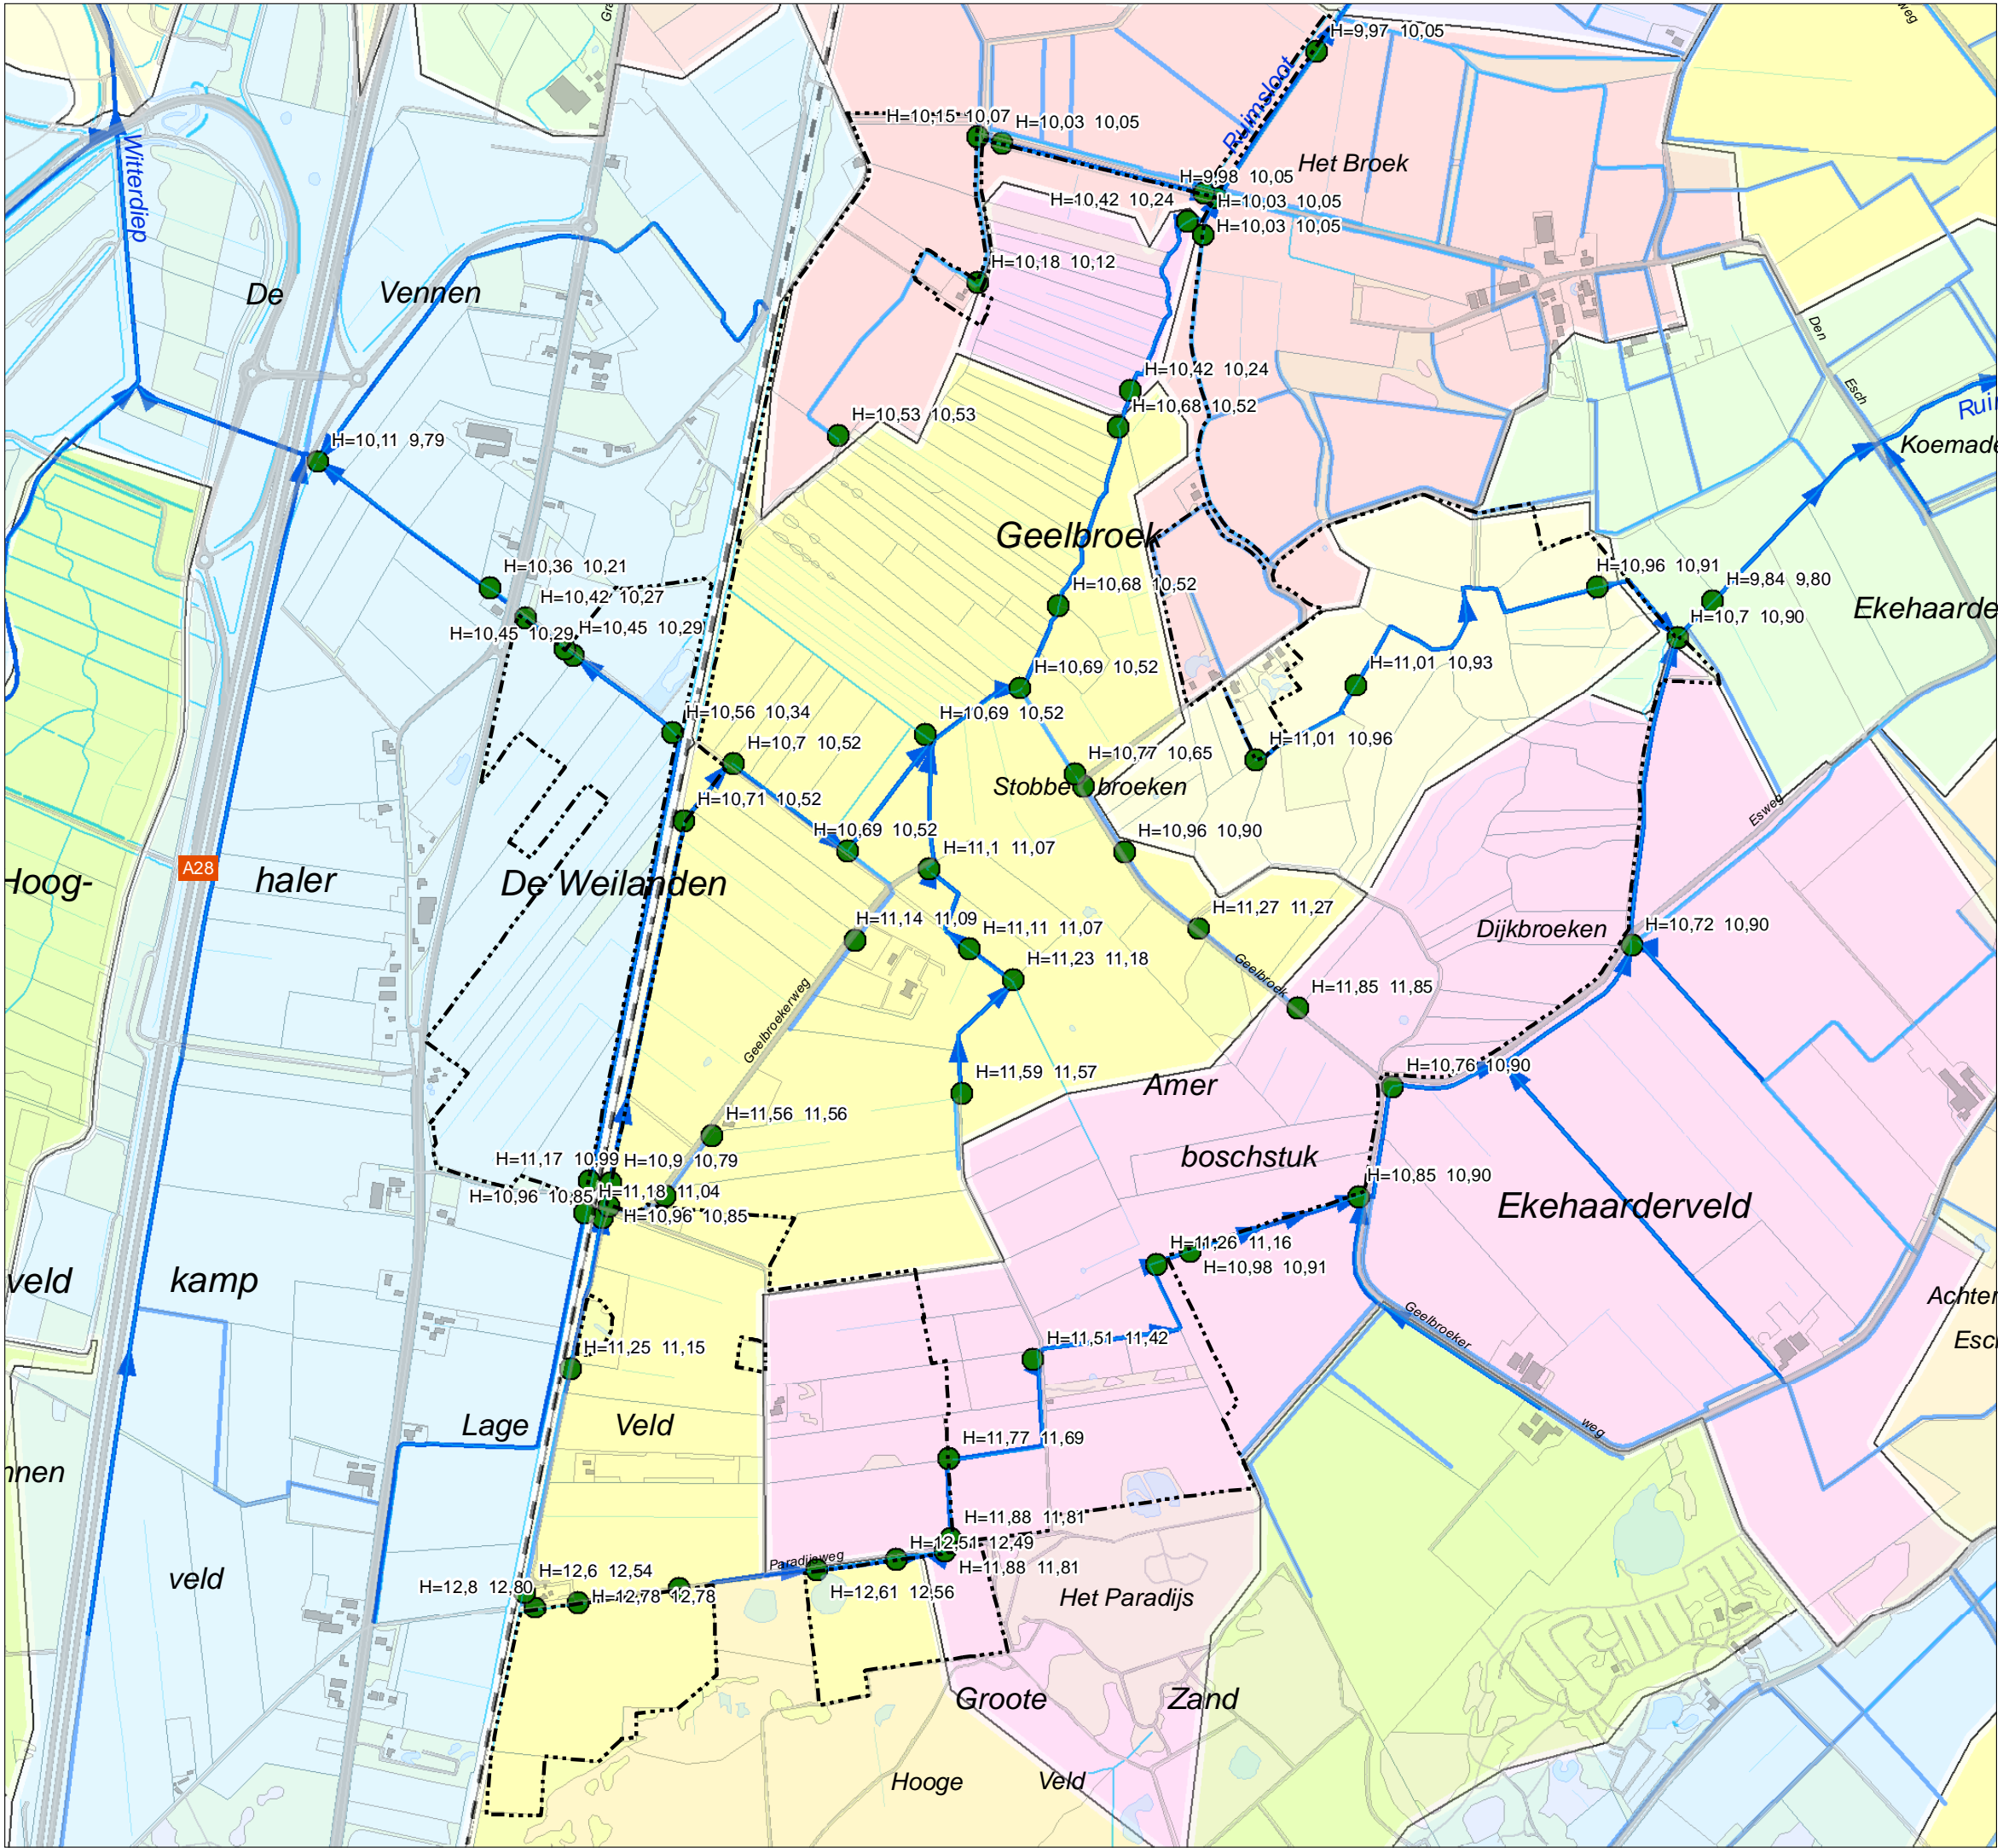 H=9,97 10,05
Ruimsloot
H=10,15 10,07
H=10,03 10,05
Witterdiep
Het Broek
H=9,98 10,05
H=10,42 10,24
H=10,03 10,05
H=10,03 10,05
H=10,18 10,12
De
Vennen
Den
Esch
H=10,42 10,24
H=10,68 10,52
H=10,53 10,53
H=10,11 9,79
Koemade
Geelbroek
H=10,36 10,21
H=10,42 10,27
H=10,45 10,29
H=10,45 10,29
H=10,68 10,52
H=10,96 10,91
H=9,84 9,80
H=10,7 10,90
Ekehaarde
H=10,69 10,52
H=11,01 10,93
H=10,56 10,34
H=10,69 10,52
H=10,7 10,52
H=11,01 10,96
H=10,77 10,65
Stobbe broeken
H=10,71 10,52
Esweg
H=10,69 10,52
H=10,96 10,90
H=11,1 11,07
A28
Hoog-
haler
De Weilanden
H=11,14 11,09
H=11,11 11,07
H=11,27 11,27
Dijkbroeken
H=10,72 10,90
H=11,23 11,18
Geelbroek
H=11,85 11,85
Geelbroekerweg
H=11,59 11,57
H=10,76 10,90
Amer
H=11,56 11,56
boschstuk
H=11,17 10,99
H=10,9 10,79
H=10,85 10,90
H=10,96 10,85
H=11,18 11,04
H=10,96 10,85
Ekehaarderveld
H=11,26 11,16
H=10,98 10,91
veld
kamp
Achter
Esch
Geelbroeker
weg
H=11,51 11,42
H=11,25 11,15
Lage
Veld
H=11,77 11,69
nnen
H=11,88 11,81
H=12,51 12,49
H=11,88 11,81
Paradijsweg
veld
H=12,6 12,54
H=12,8 12,80
H=12,78 12,78
H=12,61 12,56
Het Paradijs
Groote
Zand
Hooge
Veld